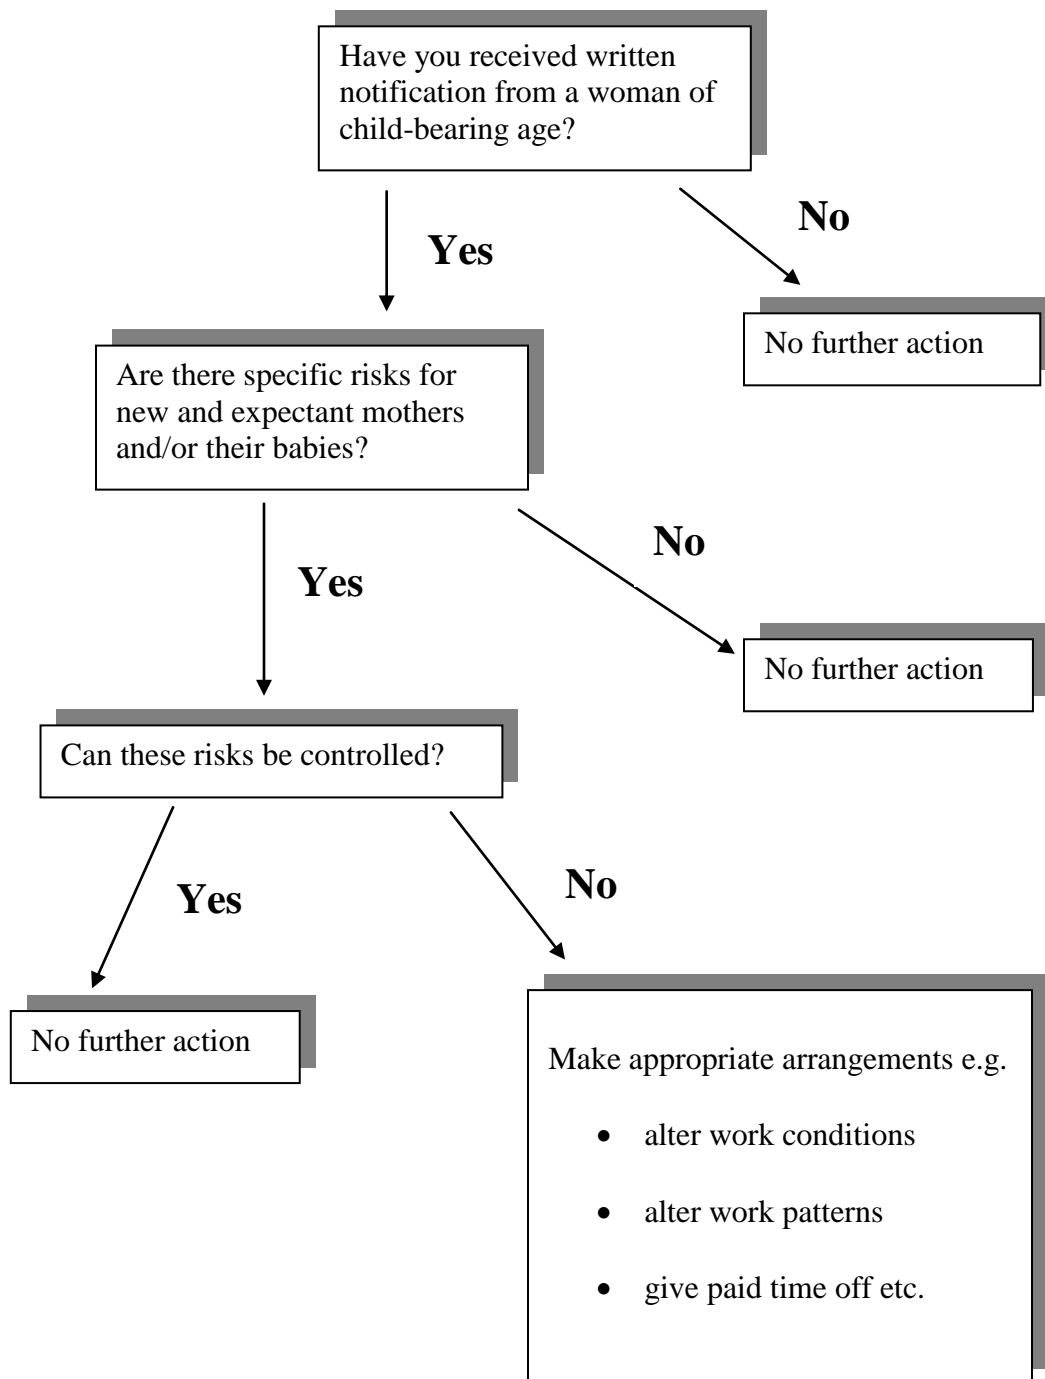 Have you received written
notification from a woman of
child-bearing age?
No
Yes
No further action
Are there specific risks for
new and expectant mothers
and/or their babies?
No
Yes
No further action
Can these risks be controlled?
No
Yes
No further action
Make appropriate arrangements e.g.
• alter work conditions
• alter work patterns
• give paid time off etc.